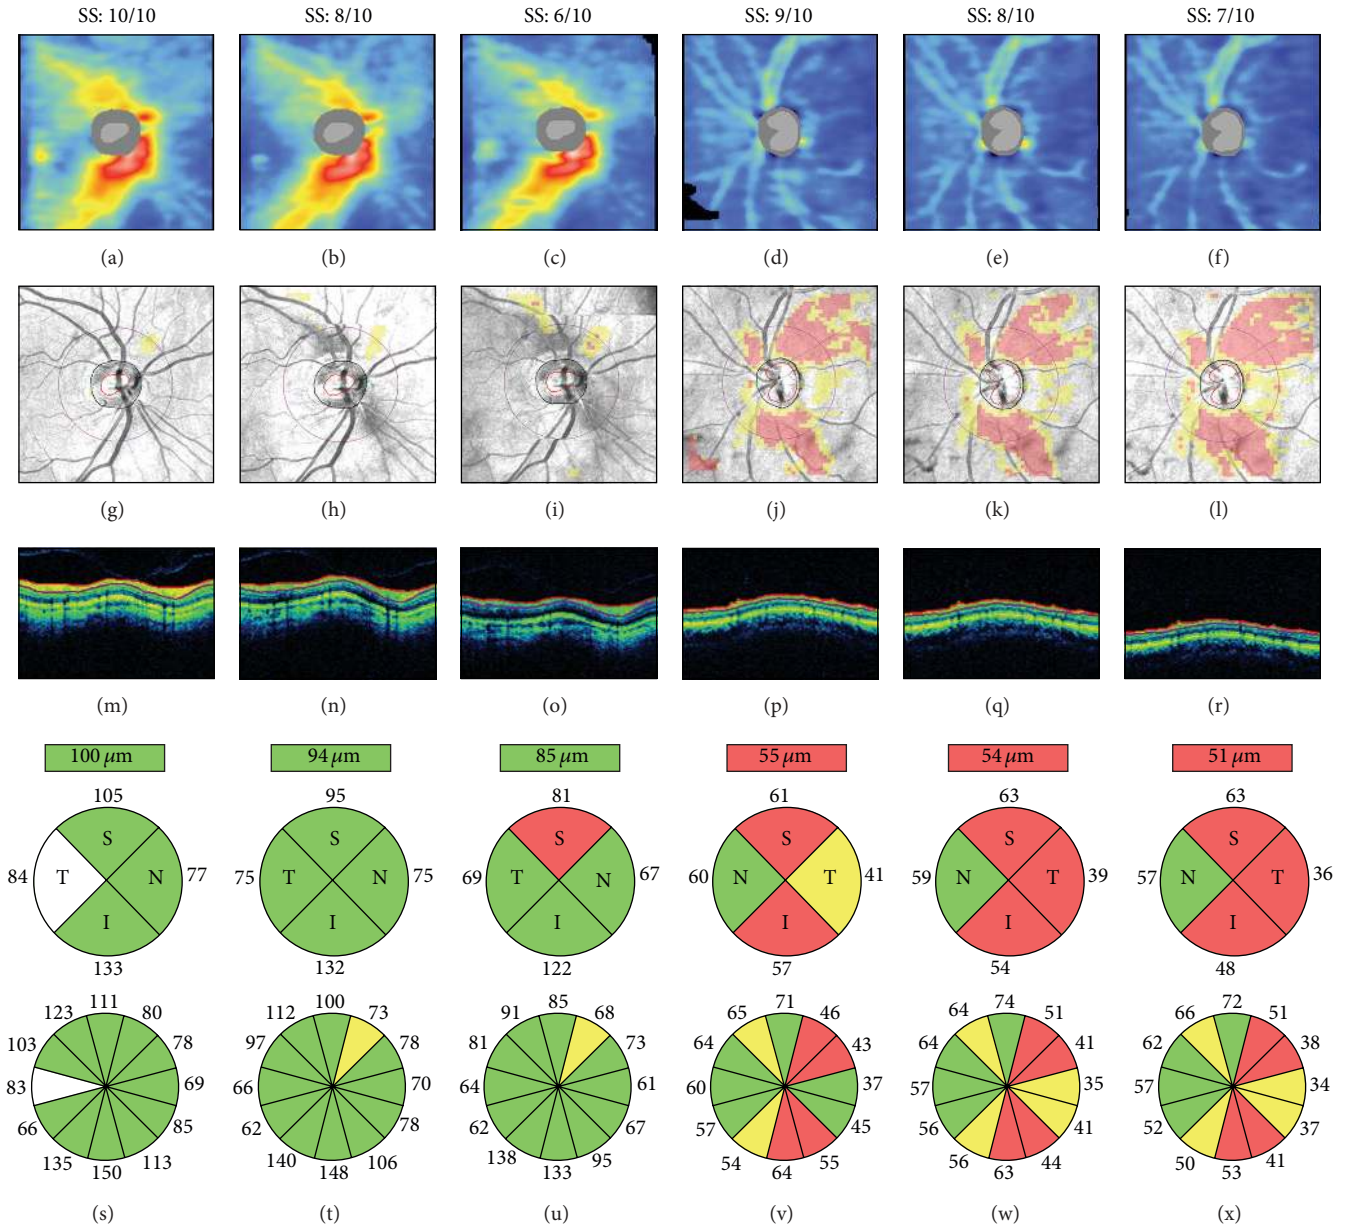 SS: 10/10 SS: 8/10 SS: 6/10 SS: 9/10 SS: 8/10 SS: 7/10
(a) (b) (c) (d) (e) (f)
(g) (h) (i) (j) (k) (l)
(m) (n) (o) (p) (q) (r)
100 μm 94 μm 85 μm 55 μm 54 μm 51 μm
105 95 81 61 63 63
S S S S S S
84 T N 77 75 T N 75 69 T N 67 60 N T 41 59 N T 39 57 N T 36
I I I I I I
133 132 122 57 54 48
111 100 85 71 74 72
123 80 112 73 91 68 65 46 64 51 66 51
103 78 97 78 81 73 64 43 64 41 62 38
83 69 66 70 64 61 60 37 57 35 57 34
66 85 62 78 62 67 57 45 56 41 52 37
135 113 140 106 138 95 54 55 56 44 50 41
150 148 133 64 63 53
(s) (t) (u) (v) (w) (x)